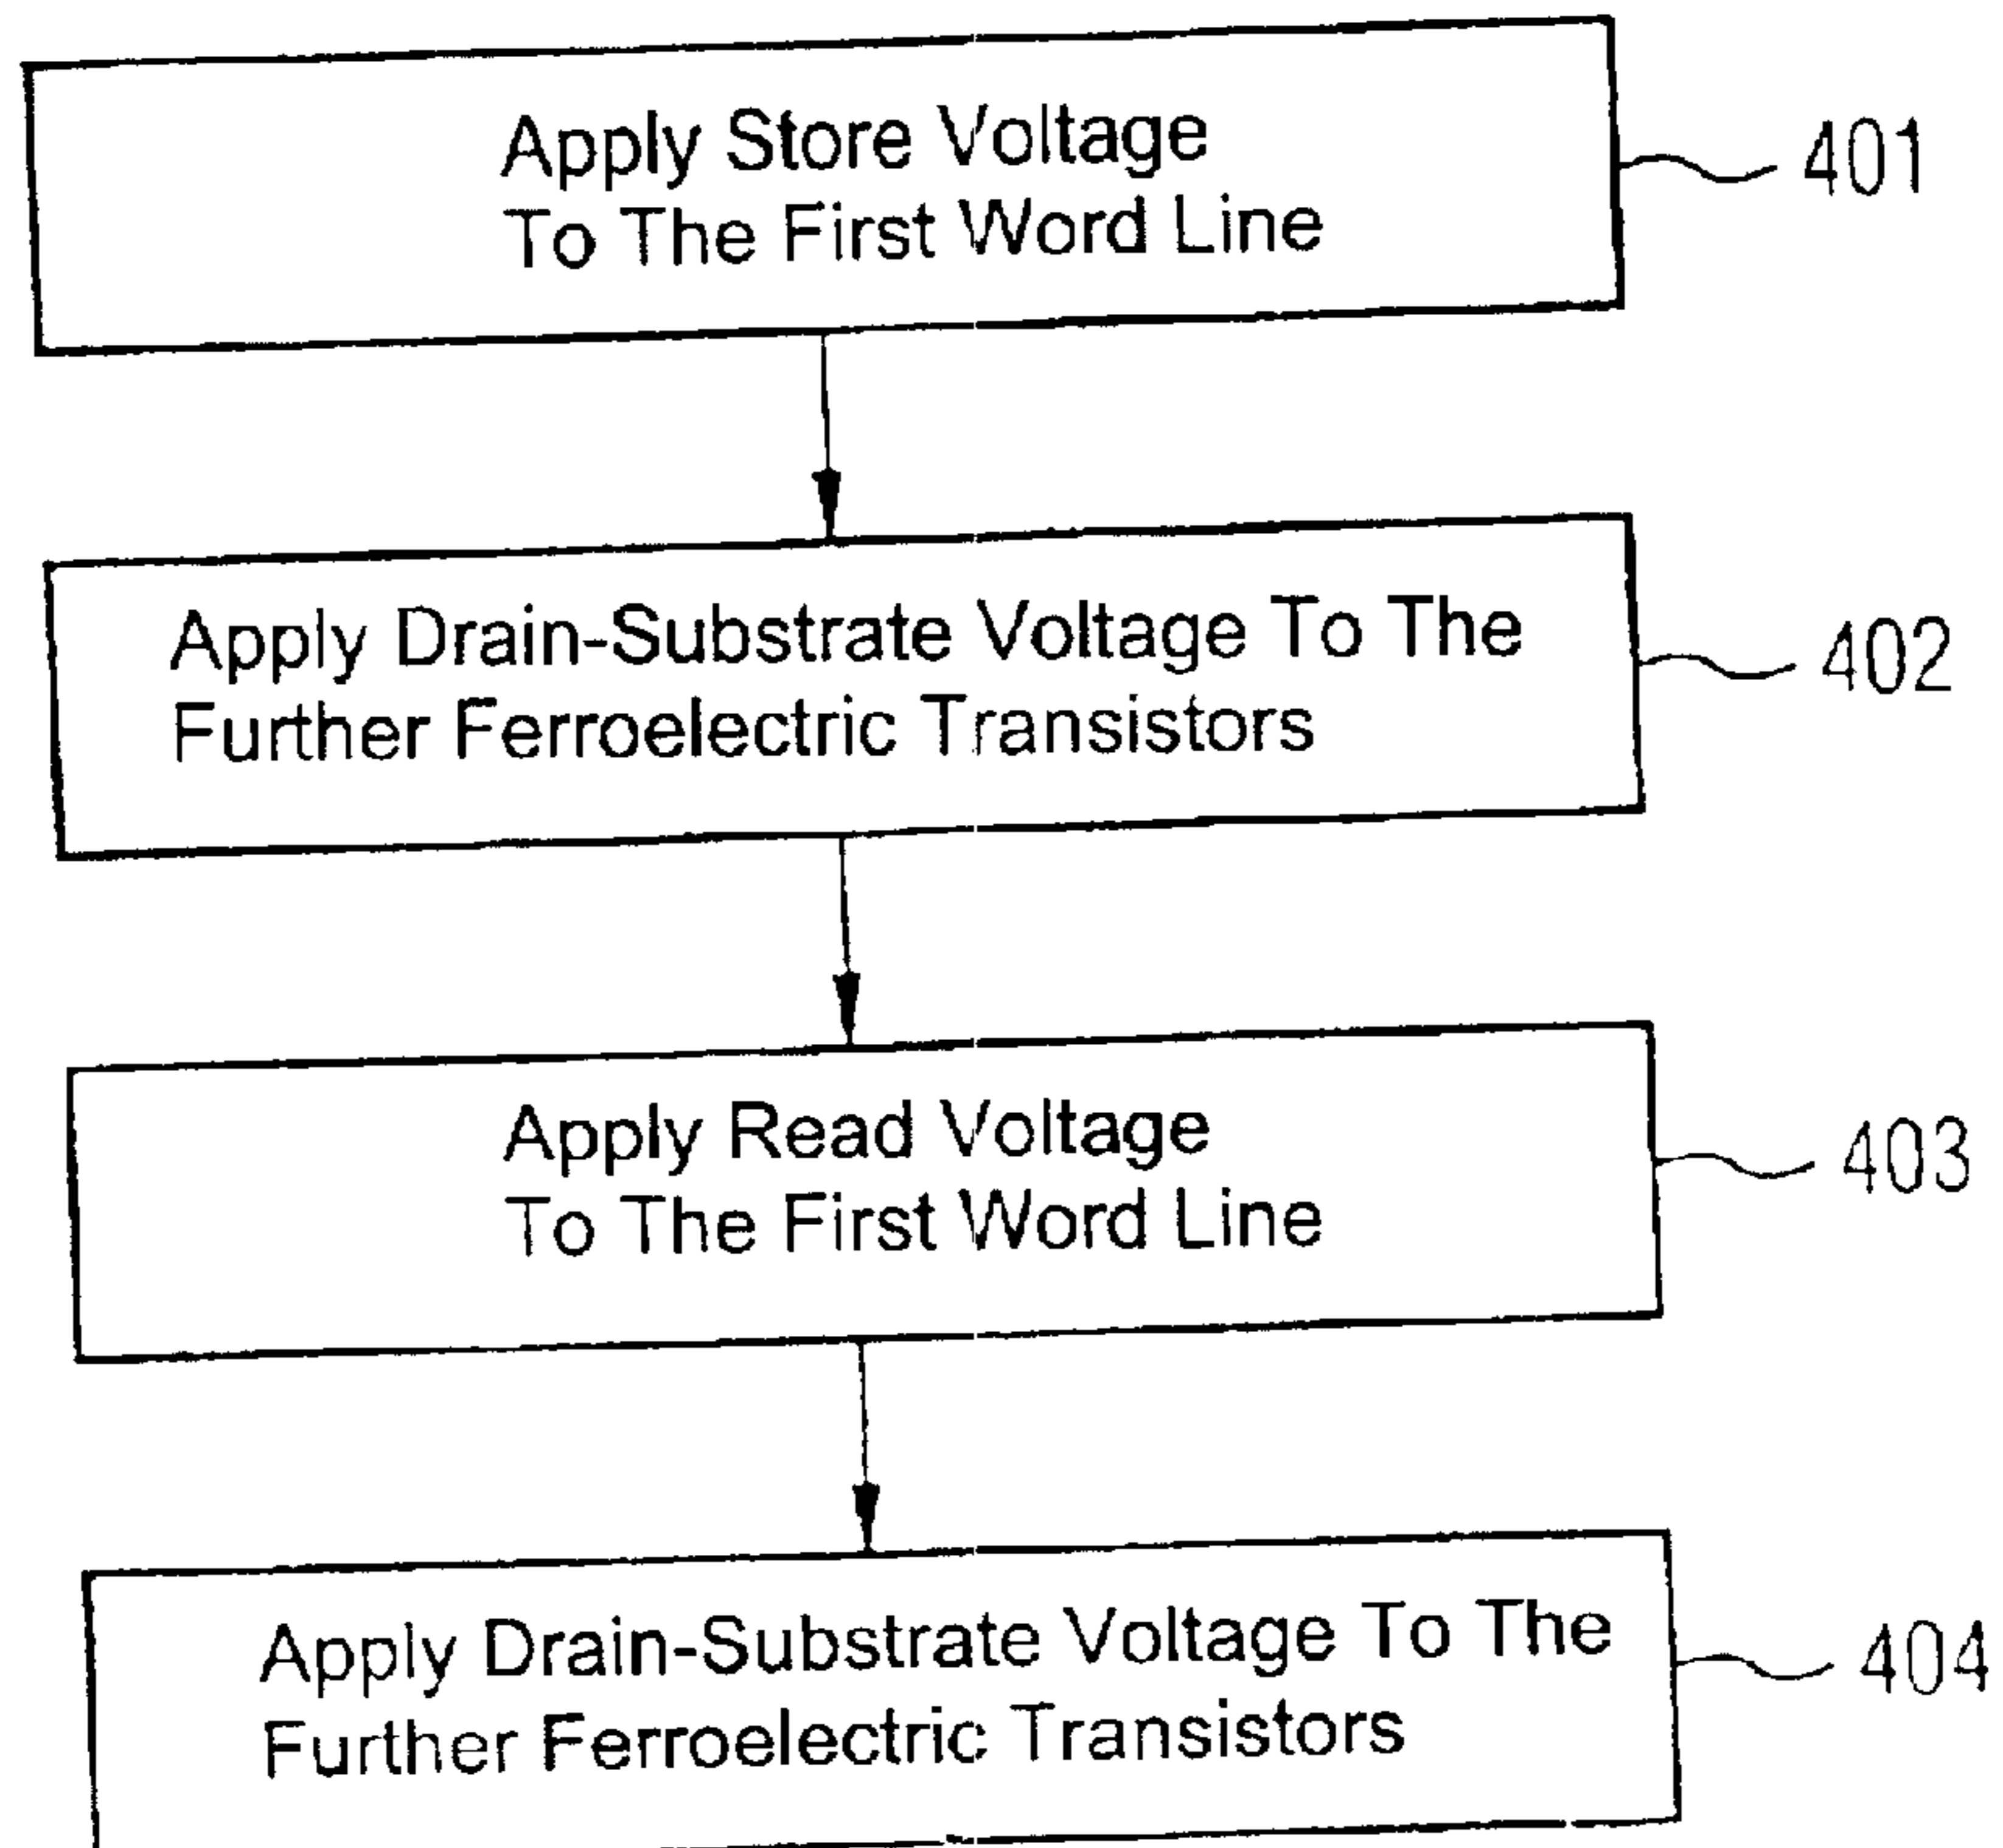 Apply Store Voltage
To The First Word Line
401
Apply Drain-Substrate Voltage To The
Further Ferroelectric Transistors
402
Apply Read Voltage
To The First Word Line
403
Apply Drain-Substrate Voltage To The
Further Ferroelectric Transistors
404